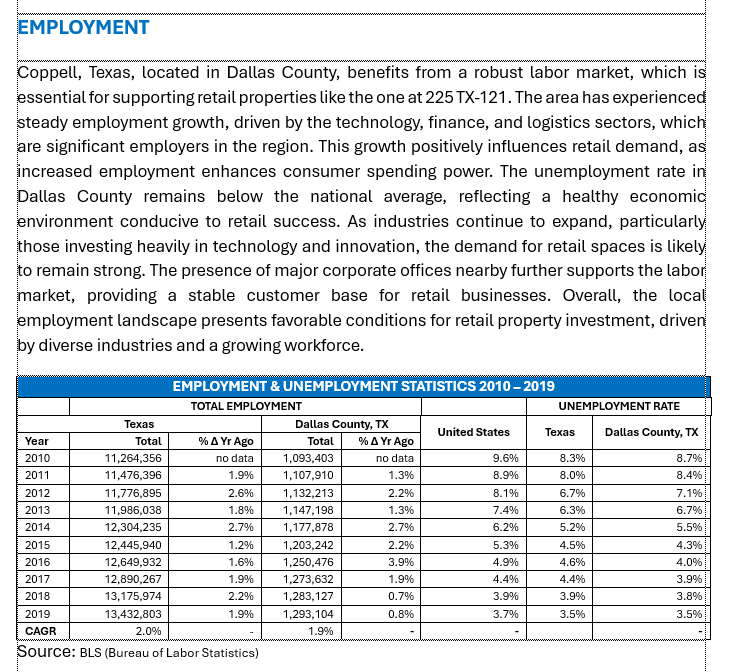 EMPLOYMENT
Coppell, Texas, located in Dallas County, benefits from a robust labor market, which is
essential for supporting retail properties like the one at 225 TX-121. The area has experienced
steady employment growth, driven by the technology, finance, and logistics sectors, which
are significant employers in the region. This growth positively influences retail demand, as
increased employment enhances consumer spending power. The unemployment rate in
Dallas County remains below the national average, reflecting a healthy economic
environment conducive to retail success. As industries continue to expand, particularly
those investing heavily in technology and innovation, the demand for retail spaces is likely
to remain strong. The presence of major corporate offices nearby further supports the labor
market, providing a stable customer base for retail businesses. Overall, the local
employment landscape presents favorable conditions for retail property investment, driven
by diverse industries and a growing workforce.
EMPLOYMENT & UNEMPLOYMENT STATISTICS 2010 – 2019
TOTAL EMPLOYMENT UNEMPLOYMENT RATE
Texas Dallas County, TX United States Texas Dallas County, TX
Year Total % Δ Yr Ago Total % Δ Yr Ago
2010 11,264,356 no data 1,093,403 no data 9.6% 8.3% 8.7%
2011 11,476,396 1.9% 1,107,910 1.3% 8.9% 8.0% 8.4%
2012 11,776,895 2.6% 1,132,213 2.2% 8.1% 6.7% 7.1%
2013 11,986,038 1.8% 1,147,198 1.3% 7.4% 6.3% 6.7%
2014 12,304,235 2.7% 1,177,878 2.7% 6.2% 5.2% 5.5%
2015 12,445,940 1.2% 1,203,242 2.2% 5.3% 4.5% 4.3%
2016 12,649,932 1.6% 1,250,476 3.9% 4.9% 4.6% 4.0%
2017 12,890,267 1.9% 1,273,632 1.9% 4.4% 4.4% 3.9%
2018 13,175,974 2.2% 1,283,127 0.7% 3.9% 3.9% 3.8%
2019 13,432,803 1.9% 1,293,104 0.8% 3.7% 3.5% 3.5%
CAGR 2.0% - 1.9% - - - -
Source: BLS (Bureau of Labor Statistics)